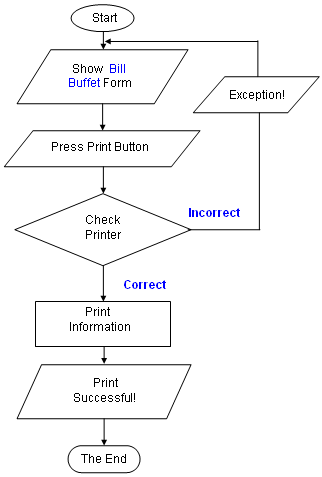 Start
Show Bill
Buffet Form
Exception!
Press Print Button
Incorrect
Check
Printer
Correct
Print
Information
Print
Successful!
The End